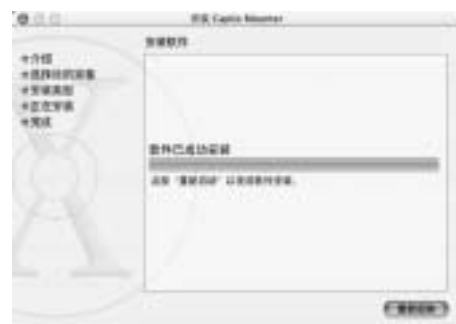 安装 Caplio Mounter
安装软件
介绍
选择目的宗卷
安装类型
正在安装
完成
软件已成功安装
点按“重新启动”以完成软件安装。
重新启动